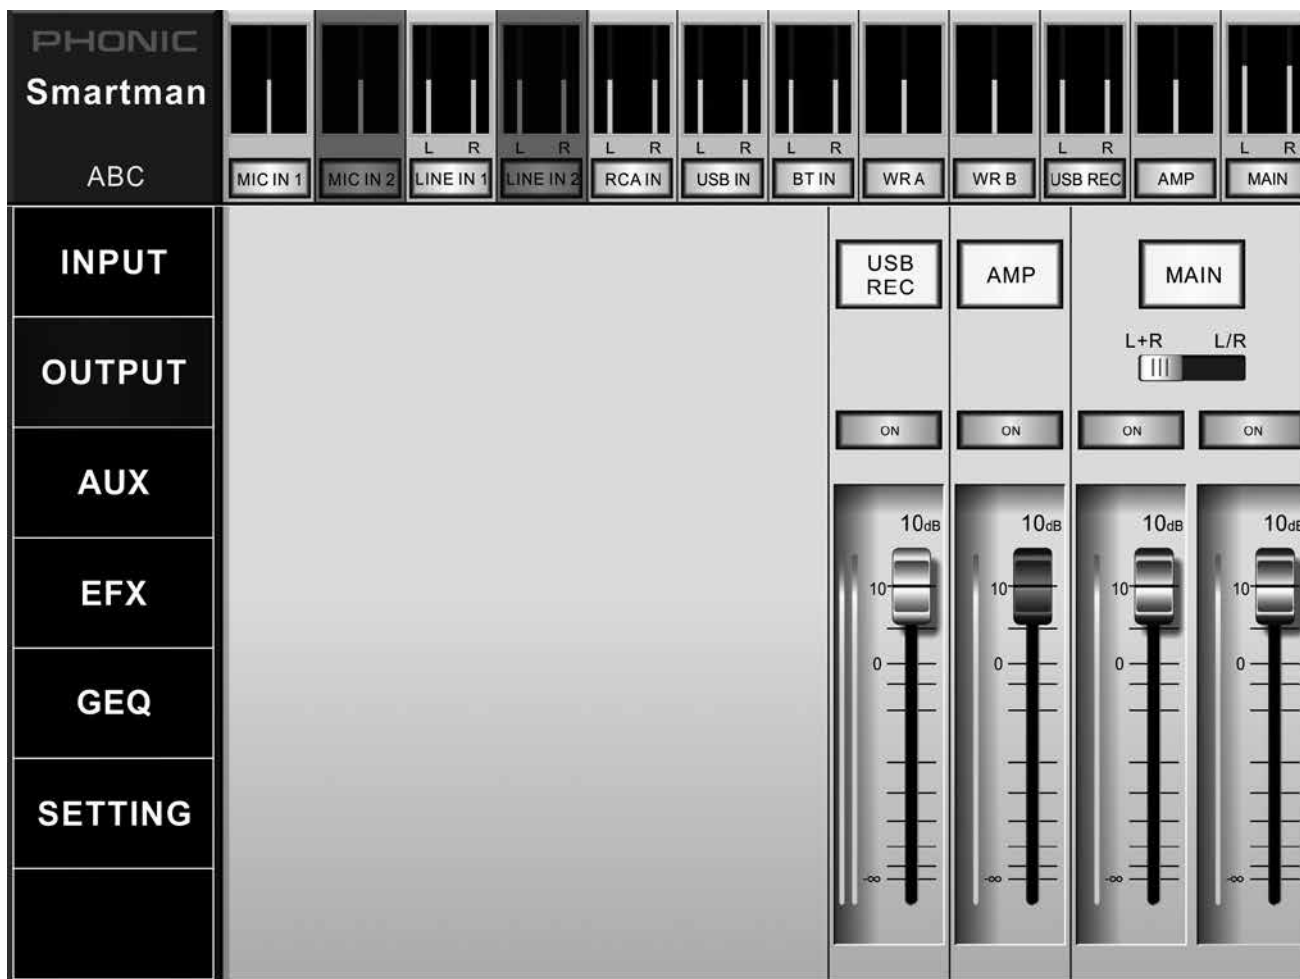 PHONIC
Smartman
ABC
L R L R L R L R L R L R L R
MIC IN 1 MIC IN 2 LINE IN 1 LINE IN 2 RCA IN USB IN BT IN WR A WR B USB REC AMP MAIN
INPUT
OUTPUT
AUX
EFX
GEQ
SETTING
USB
REC
AMP
MAIN
L+R L/R
ON ON ON ON
10dB 10dB 10dB 10dB
10 10 10 10
0 0 0 0
-∞ -∞ -∞ -∞